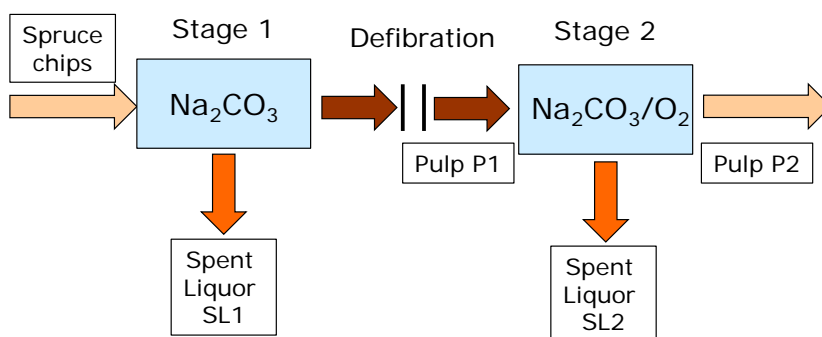 Stage 1
Defibration
Stage 2
Spruce
chips
Na₂CO₃
Na₂CO₃/O₂
Pulp P1
Pulp P2
Spent
Liquor
SL1
Spent
Liquor
SL2